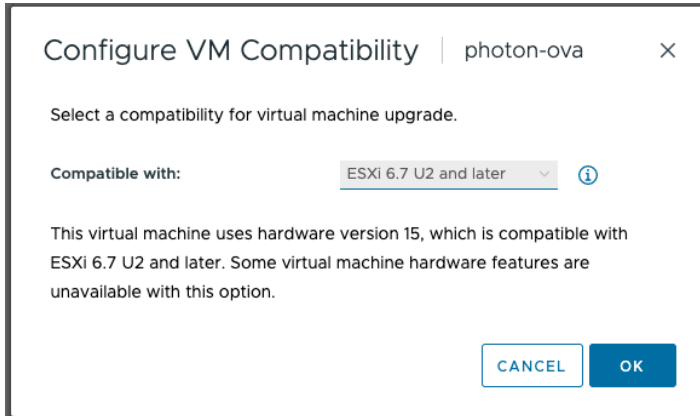 Configure VM Compatibility photon-ova
Select a compatibility for virtual machine upgrade.
Compatible with: ESXi 6.7 U2 and later
This virtual machine uses hardware version 15, which is compatible with
ESXi 6.7 U2 and later. Some virtual machine hardware features are
unavailable with this option.
CANCEL OK